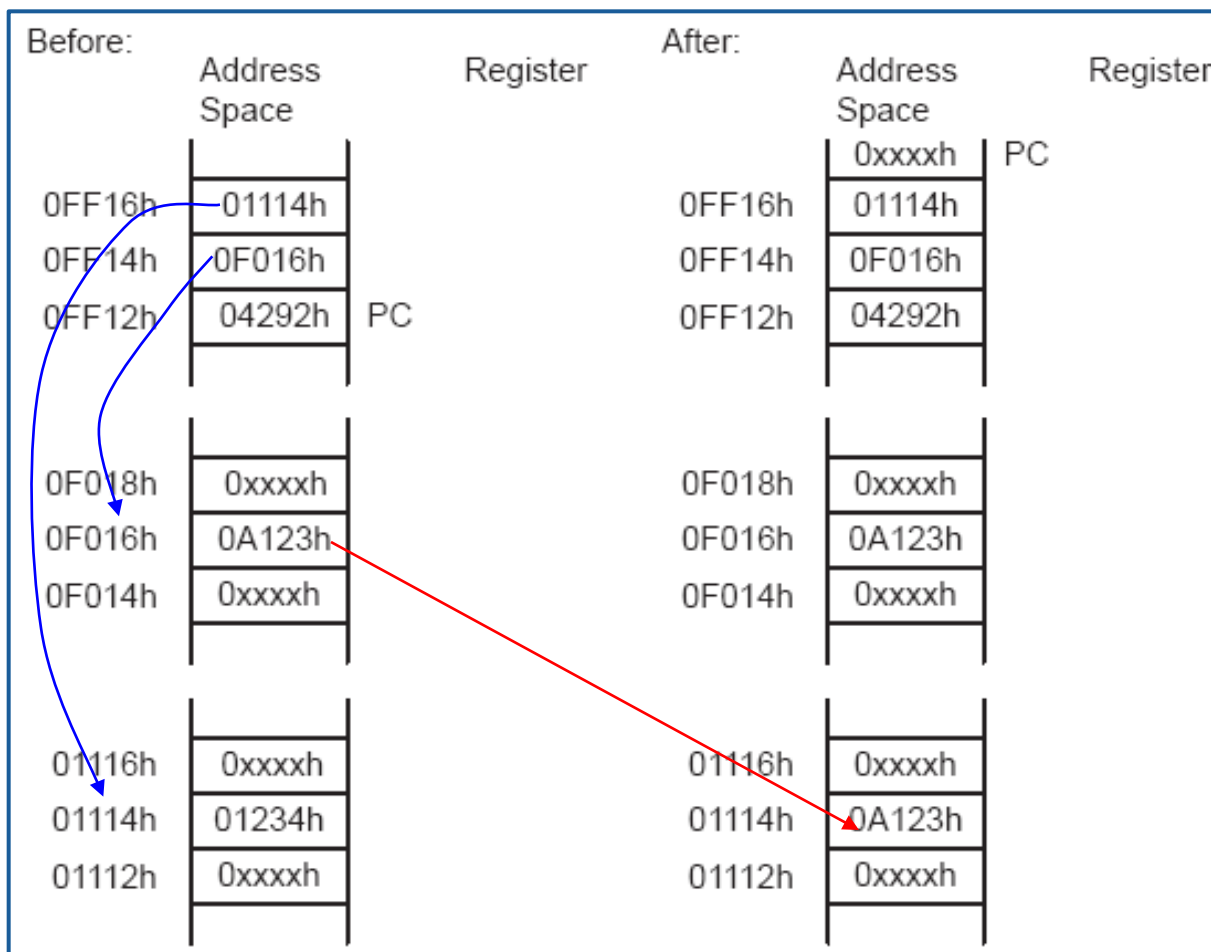 Before:
Address Space
Register
0FF16h 01114h
0FF14h 0F016h
0FF12h 04292h PC
0F018h 0xxxxh
0F016h 0A123h
0F014h 0xxxxh
01116h 0xxxxh
01114h 01234h
01112h 0xxxxh
After:
Address Space
Register
0xxxxh PC
0FF16h 01114h
0FF14h 0F016h
0FF12h 04292h
0F018h 0xxxxh
0F016h 0A123h
0F014h 0xxxxh
01116h 0xxxxh
01114h 0A123h
01112h 0xxxxh